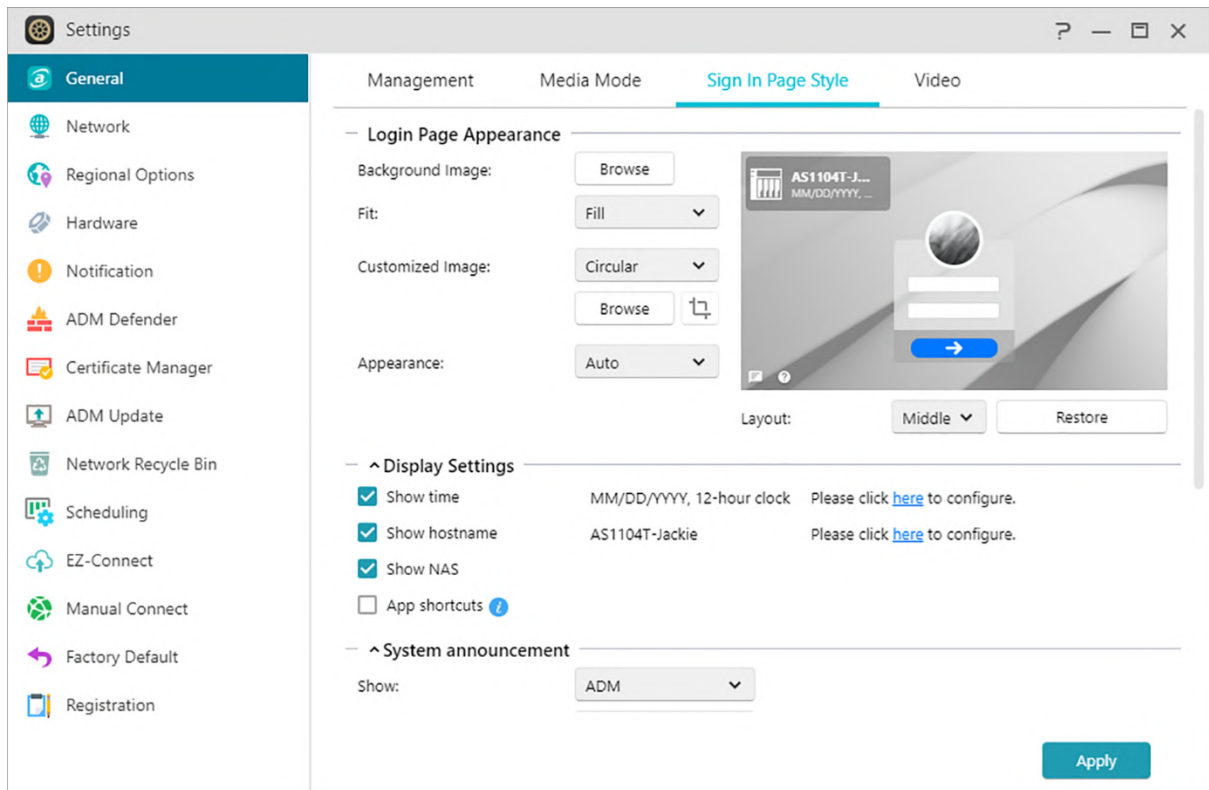 Settings
General
Network
Regional Options
Hardware
Notification
ADM Defender
Certificate Manager
ADM Update
Network Recycle Bin
Scheduling
EZ-Connect
Manual Connect
Factory Default
Registration
Management Media Mode Sign In Page Style Video
Login Page Appearance
Background Image: Browse
Fit: Fill
Customized Image: Circular
Browse
Appearance: Auto
AS1104T-J...
MM/DD/YYYY, ...
Layout: Middle Restore
Display Settings
Show time MM/DD/YYYY, 12-hour clock Please click here to configure.
Show hostname AS1104T-Jackie Please click here to configure.
Show NAS
App shortcuts
System announcement
Show: ADM
Apply